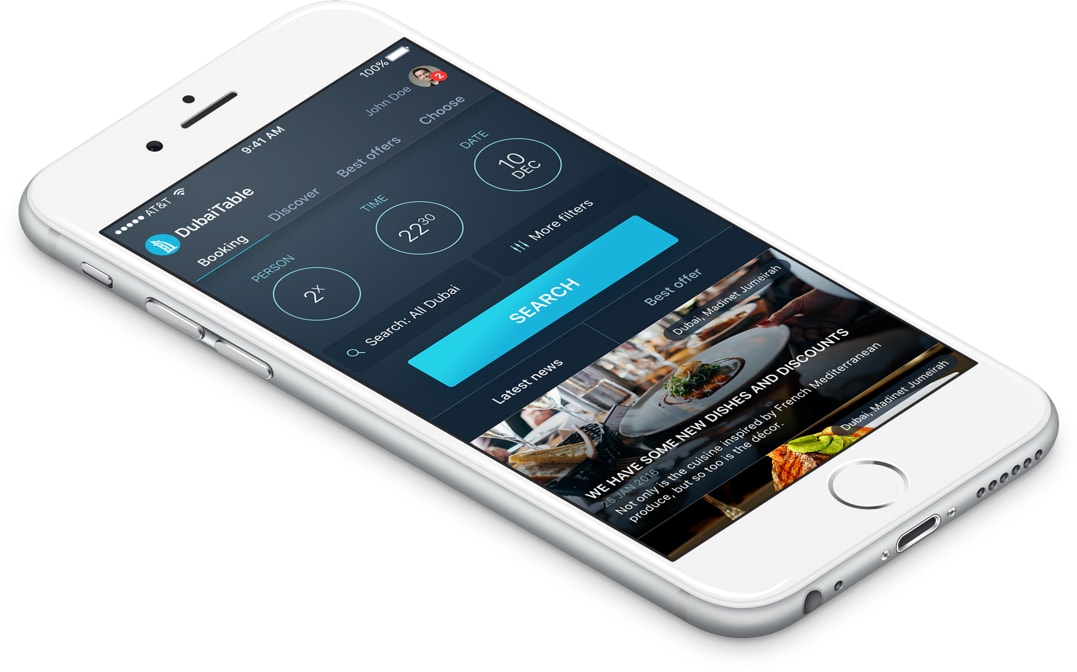 ●●●●● AT&T 9:41 AM 100%
DubaiTable John Doe 2
Booking Discover Best offers Choose
PERSON TIME DATE
2x 2230 10
DEC
Search: All Dubai More filters
SEARCH
Latest news Best offer
Dubai, Madinet Jumeirah
WE HAVE SOME NEW DISHES AND DISCOUNTS
25 JAN 2016
Not only is the cuisine inspired by French Mediterranean
produce, but so too is the décor.
Dubai, Madinet Jumeirah